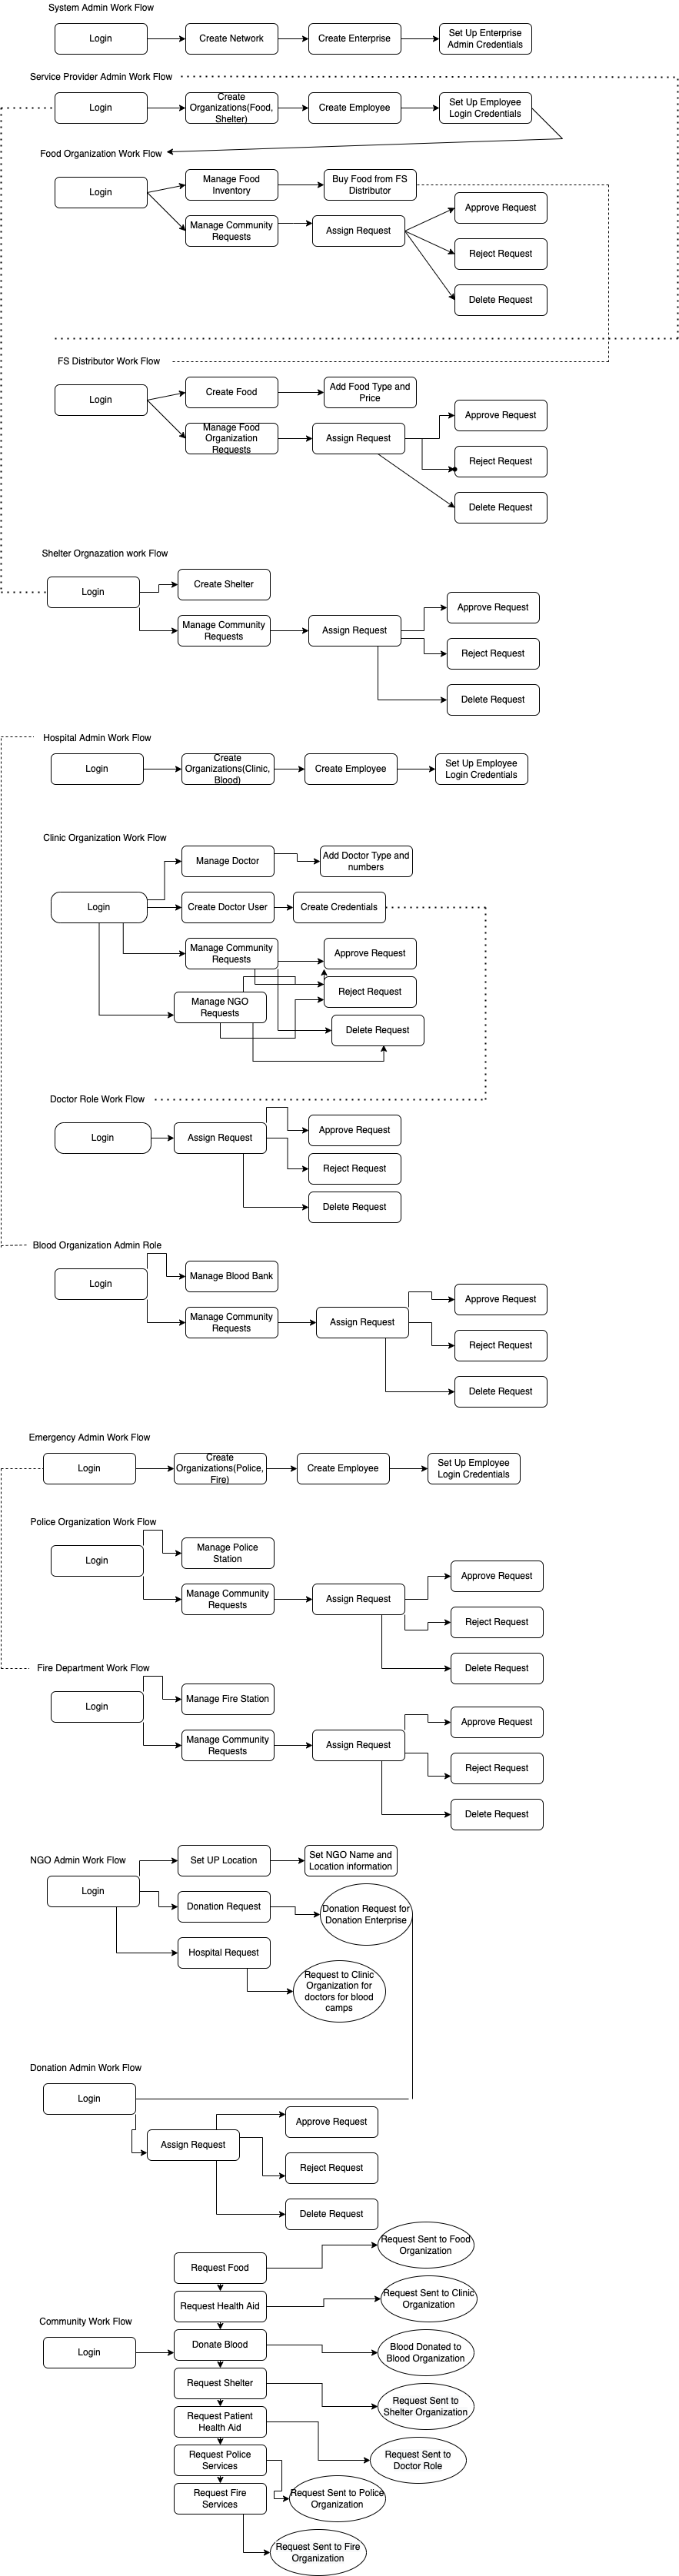 System Admin Work Flow
Login
Create Network
Create Enterprise
Set Up Enterprise
Admin Credentials
Service Provider Admin Work Flow
Login
Create
Organizations(Food,
Shelter)
Create Employee
Set Up Employee
Login Credentials
Food Organization Work Flow
Login
Manage Food
Inventory
Buy Food from FS
Distributor
Manage Community
Requests
Assign Request
Approve Request
Reject Request
Delete Request
FS Distributor Work Flow
Login
Create Food
Add Food Type and
Price
Manage Food
Organization
Requests
Assign Request
Approve Request
Reject Request
Delete Request
Shelter Orgnazation work Flow
Login
Create Shelter
Manage Community
Requests
Assign Request
Approve Request
Reject Request
Delete Request
Hospital Admin Work Flow
Login
Create
Organizations(Clinic,
Blood)
Create Employee
Set Up Employee
Login Credentials
Clinic Organization Work Flow
Login
Manage Doctor
Add Doctor Type and
numbers
Create Doctor User
Create Credentials
Manage Community
Requests
Approve Request
Manage NGO
Requests
Reject Request
Delete Request
Doctor Role Work Flow
Login
Assign Request
Approve Request
Reject Request
Delete Request
Blood Organization Admin Role
Login
Manage Blood Bank
Manage Community
Requests
Assign Request
Approve Request
Reject Request
Delete Request
Emergency Admin Work Flow
Login
Create
Organizations(Police,
Fire)
Create Employee
Set Up Employee
Login Credentials
Police Organization Work Flow
Login
Manage Police
Station
Manage Community
Requests
Assign Request
Approve Request
Reject Request
Delete Request
Fire Department Work Flow
Login
Manage Fire Station
Manage Community
Requests
Assign Request
Approve Request
Reject Request
Delete Request
NGO Admin Work Flow
Login
Set UP Location
Set NGO Name and
Location information
Donation Request
Donation Request for
Donation Enterprise
Hospital Request
Request to Clinic
Organization for
doctors for blood
camps
Donation Admin Work Flow
Login
Assign Request
Approve Request
Reject Request
Delete Request
Community Work Flow
Login
Request Food
Request Sent to Food
Organization
Request Health Aid
Request Sent to Clinic
Organization
Donate Blood
Blood Donated to
Blood Organization
Request Shelter
Request Sent to
Shelter Organization
Request Patient
Health Aid
Request Sent to
Doctor Role
Request Police
Services
Request Sent to Police
Organization
Request Fire
Services
Request Sent to Fire
Organization